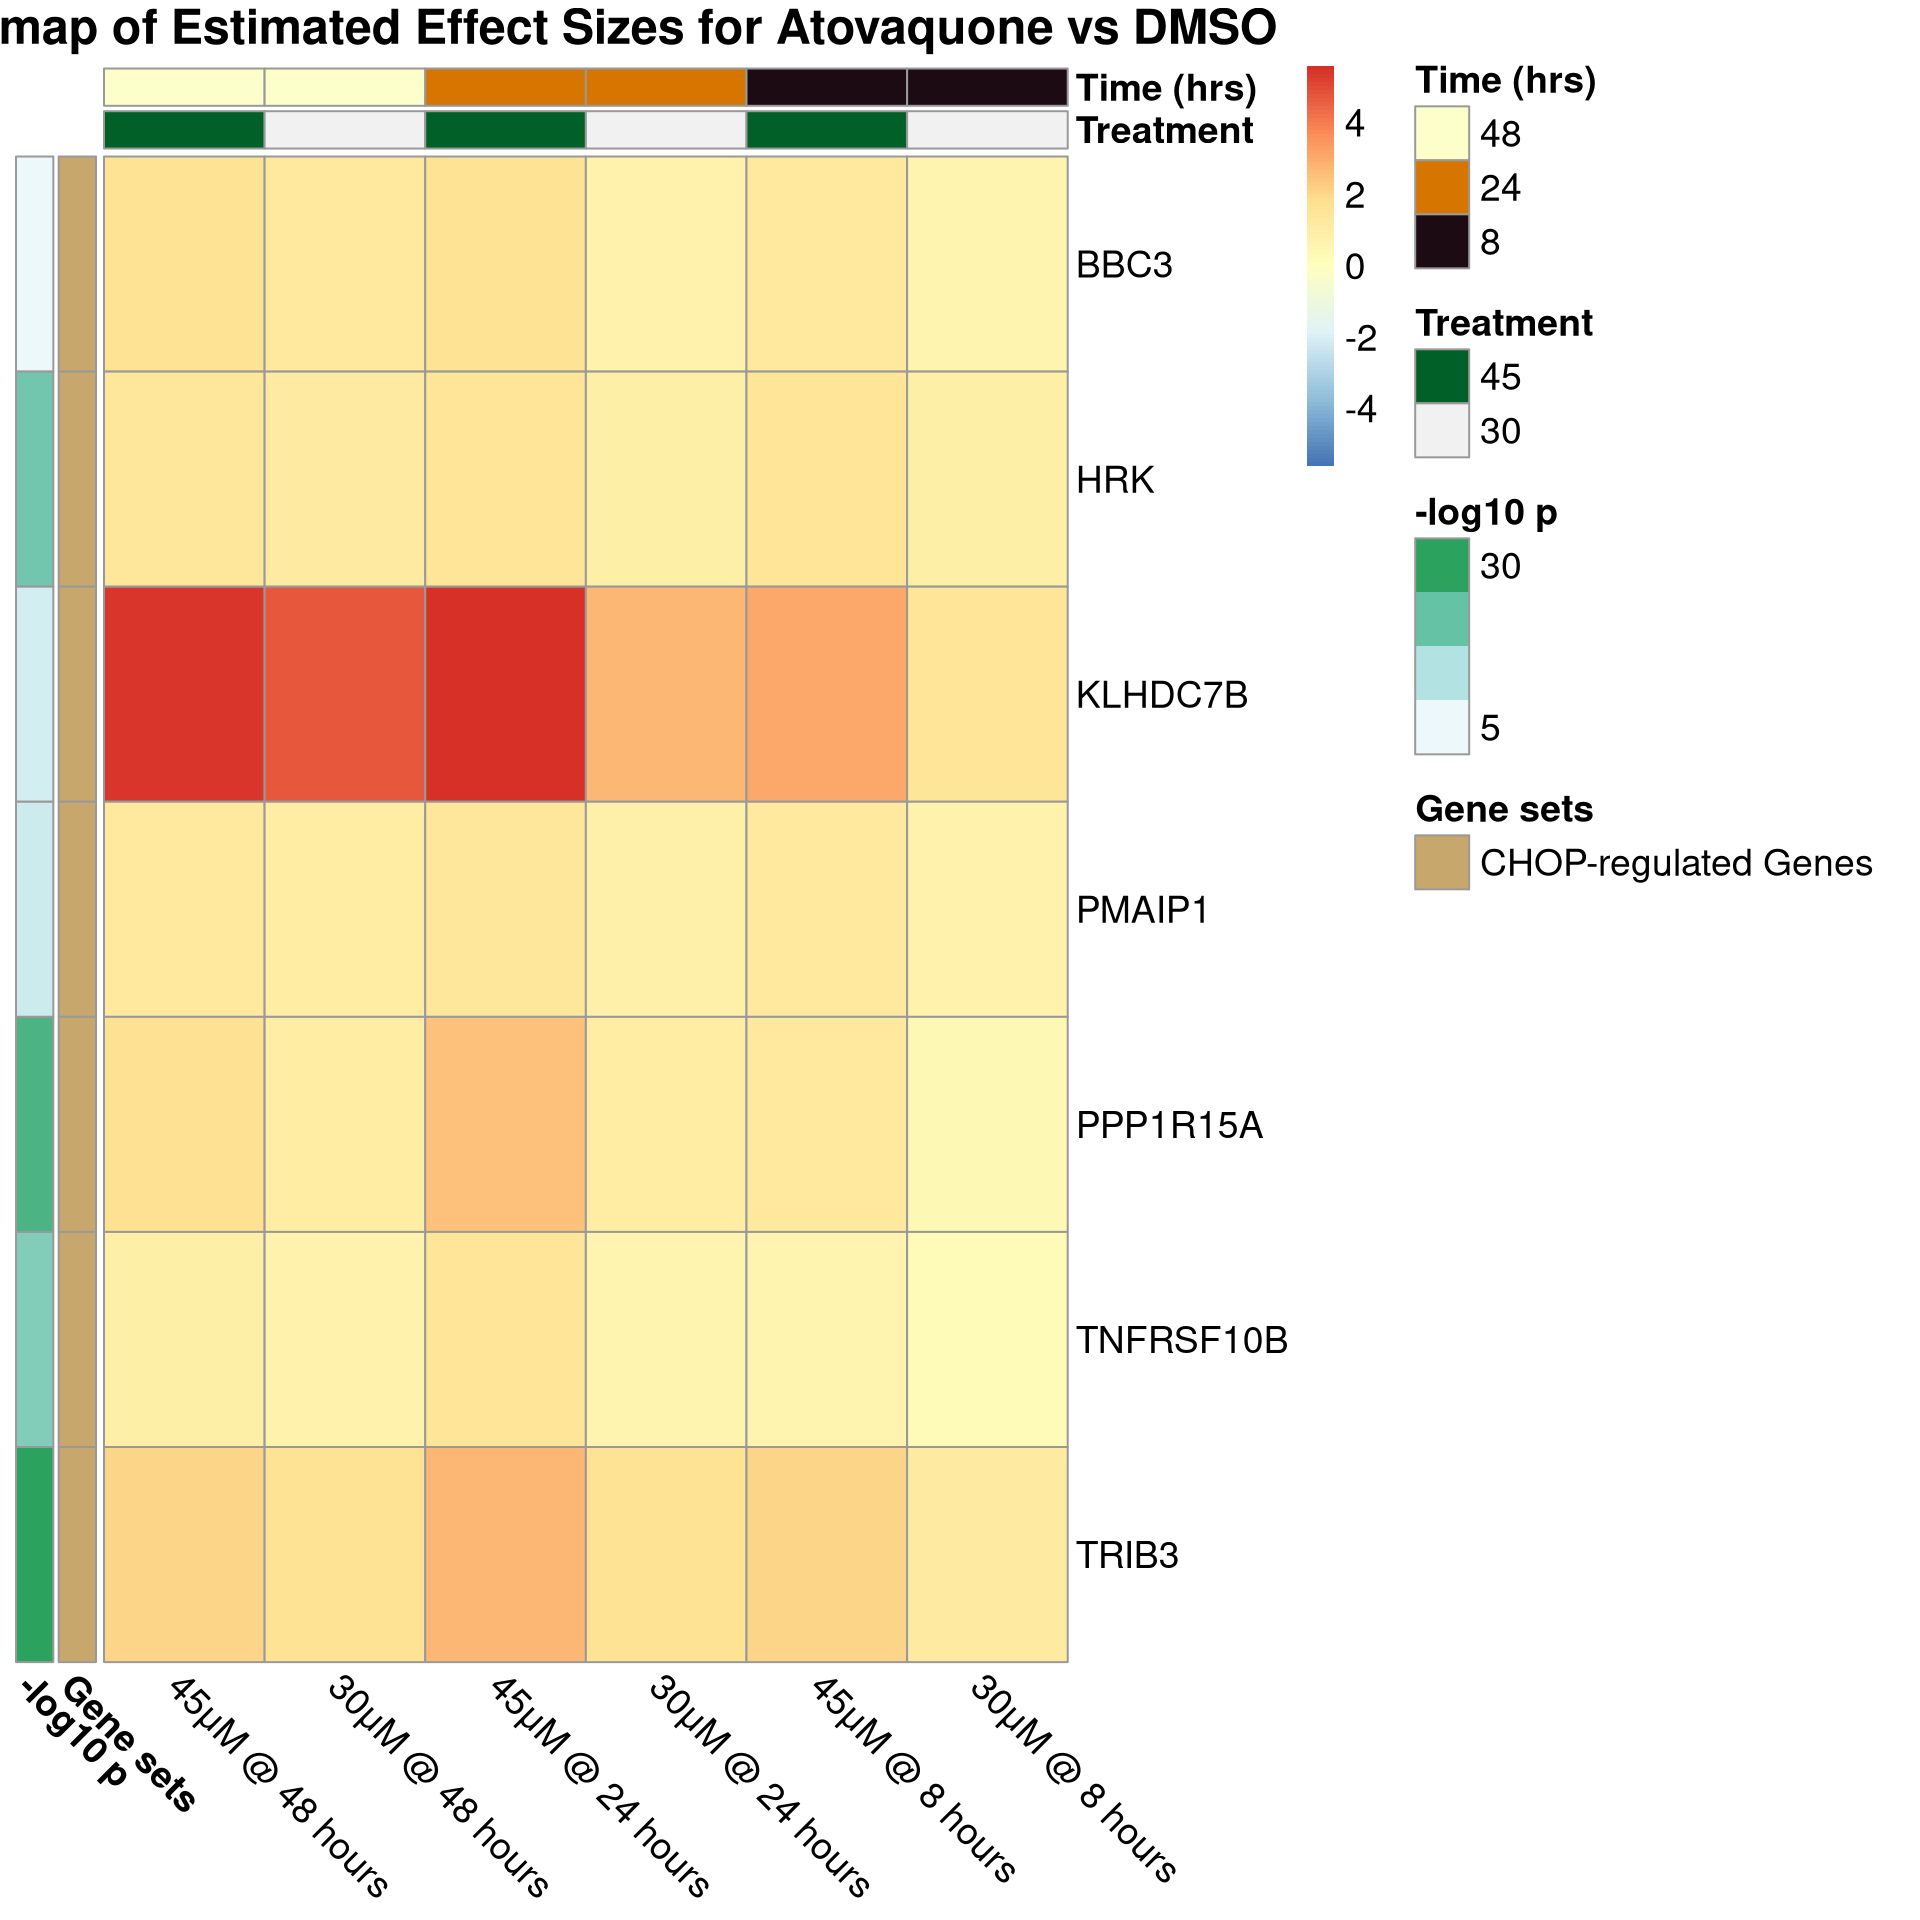 map of Estimated Effect Sizes for Atovaquone vs DMSO
Time (hrs)
Treatment
BBC3
HRK
KLHDC7B
PMAIP1
PPP1R15A
TNFRSF10B
TRIB3
-log10 p
Gene sets
45µM @ 48 hours
30µM @ 48 hours
45µM @ 24 hours
30µM @ 24 hours
45µM @ 8 hours
30µM @ 8 hours
4
2
0
-2
-4
Time (hrs)
48
24
8
Treatment
45
30
-log10 p
30
5
Gene sets
CHOP-regulated Genes